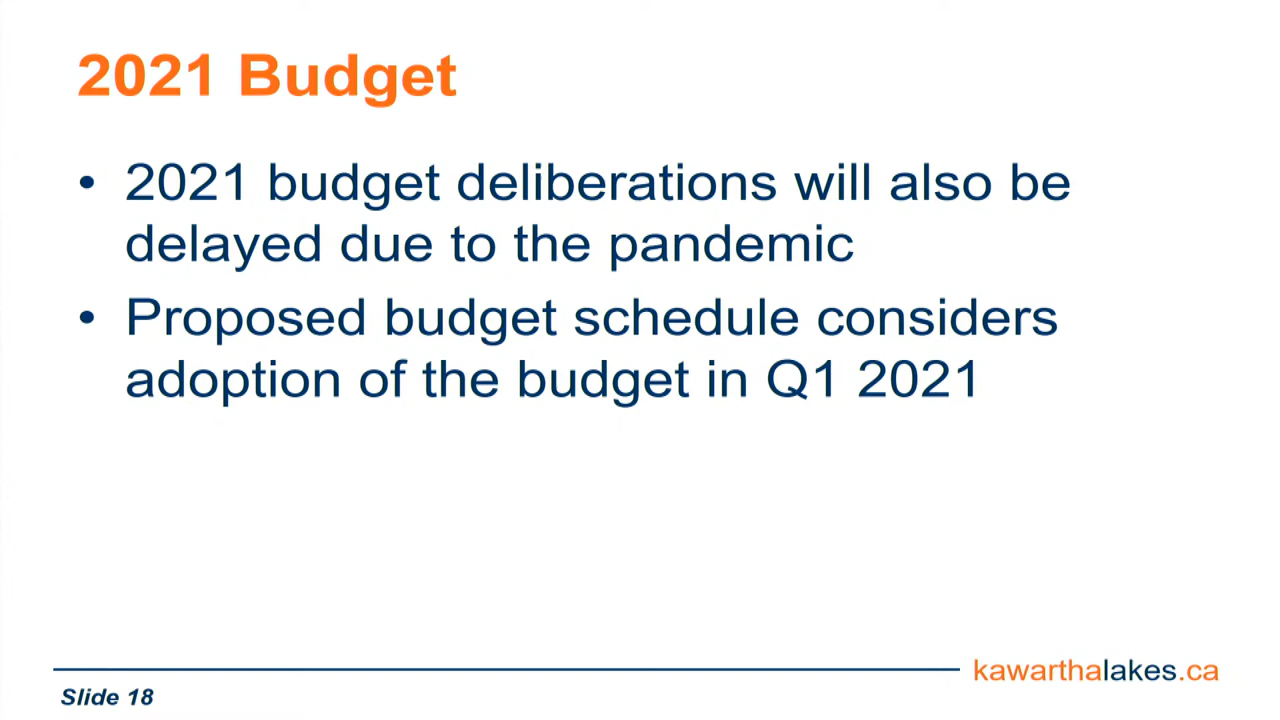 2021 Budget
• 2021 budget deliberations will also be
delayed due to the pandemic
• Proposed budget schedule considers
adoption of the budget in Q1 2021
kawarthalakes.ca
Slide 18